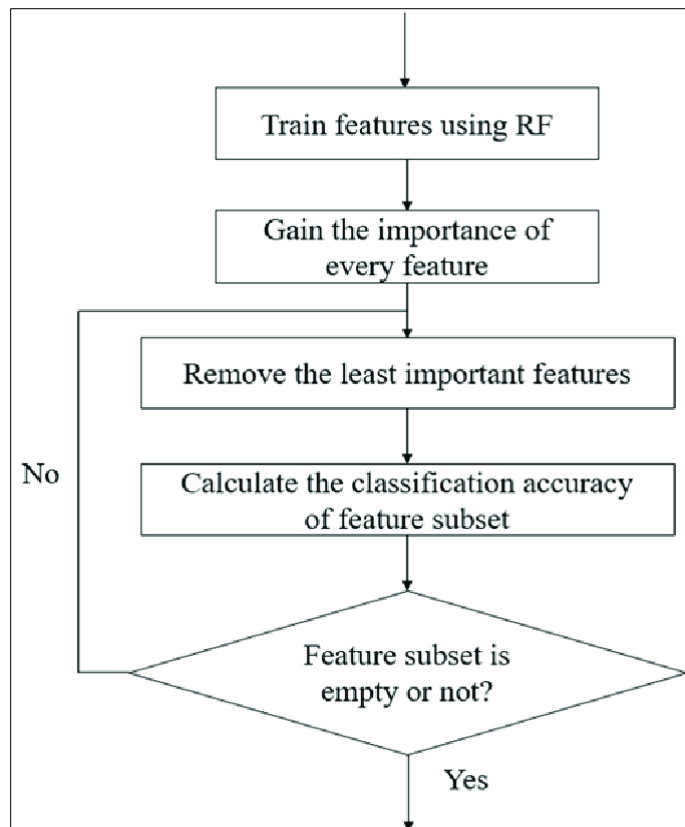 Train features using RF
Gain the importance of
every feature
Remove the least important features
No
Calculate the classification accuracy
of feature subset
Feature subset is
empty or not?
Yes